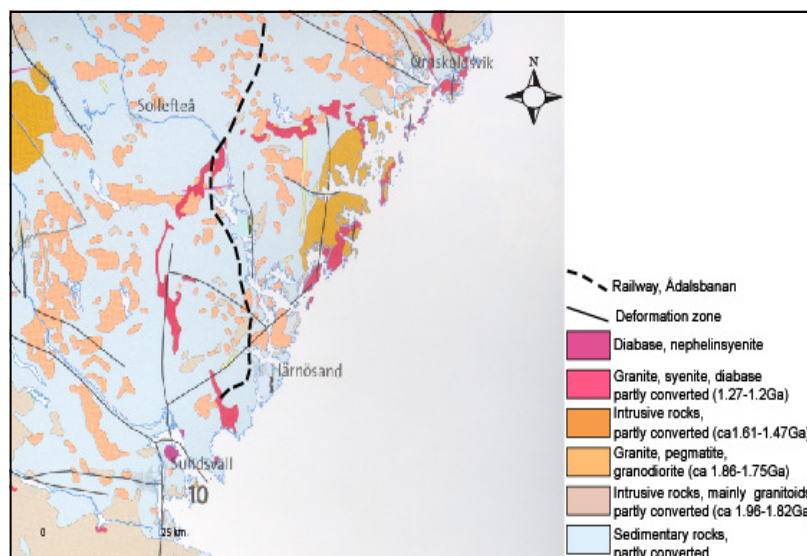 Örnsköldsvik
N
Sollefteå
Härnösand
Sundsvall
10
0 25 km
Railway, Ådalsbanan
Deformation zone
Diabase, nephelinsyenite
Granite, syenite, diabase
partly converted (1.27-1.2Ga)
Intrusive rocks,
partly converted (ca1.61-1.47Ga)
Granite, pegmatite,
granodiorite (ca 1.86-1.75Ga)
Intrusive rocks, mainly granitoids
partly converted (ca 1.96-1.82Ga
Sedimentary rocks,
partly converted